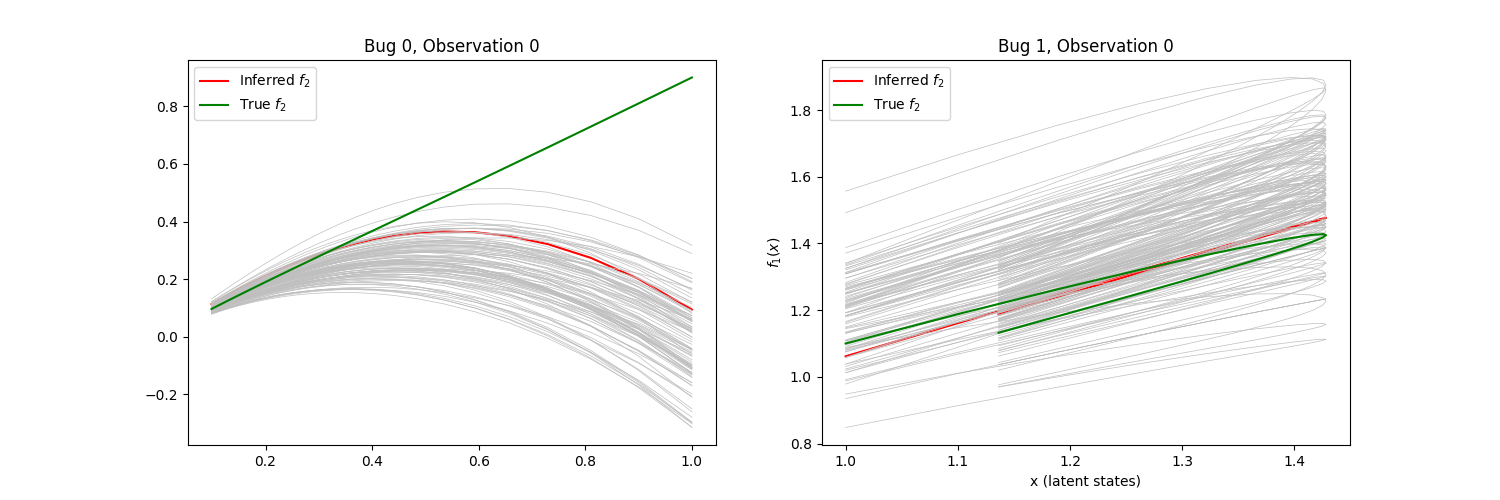 Bug 0, Observation 0
Inferred f₂
True f₂
0.8
0.6
0.4
0.2
0.0
−0.2
0.2 0.4 0.6 0.8 1.0
Bug 1, Observation 0
Inferred f₂
True f₂
f₁(x)
1.8
1.6
1.4
1.2
1.0
0.8
1.0 1.1 1.2 1.3 1.4
x (latent states)